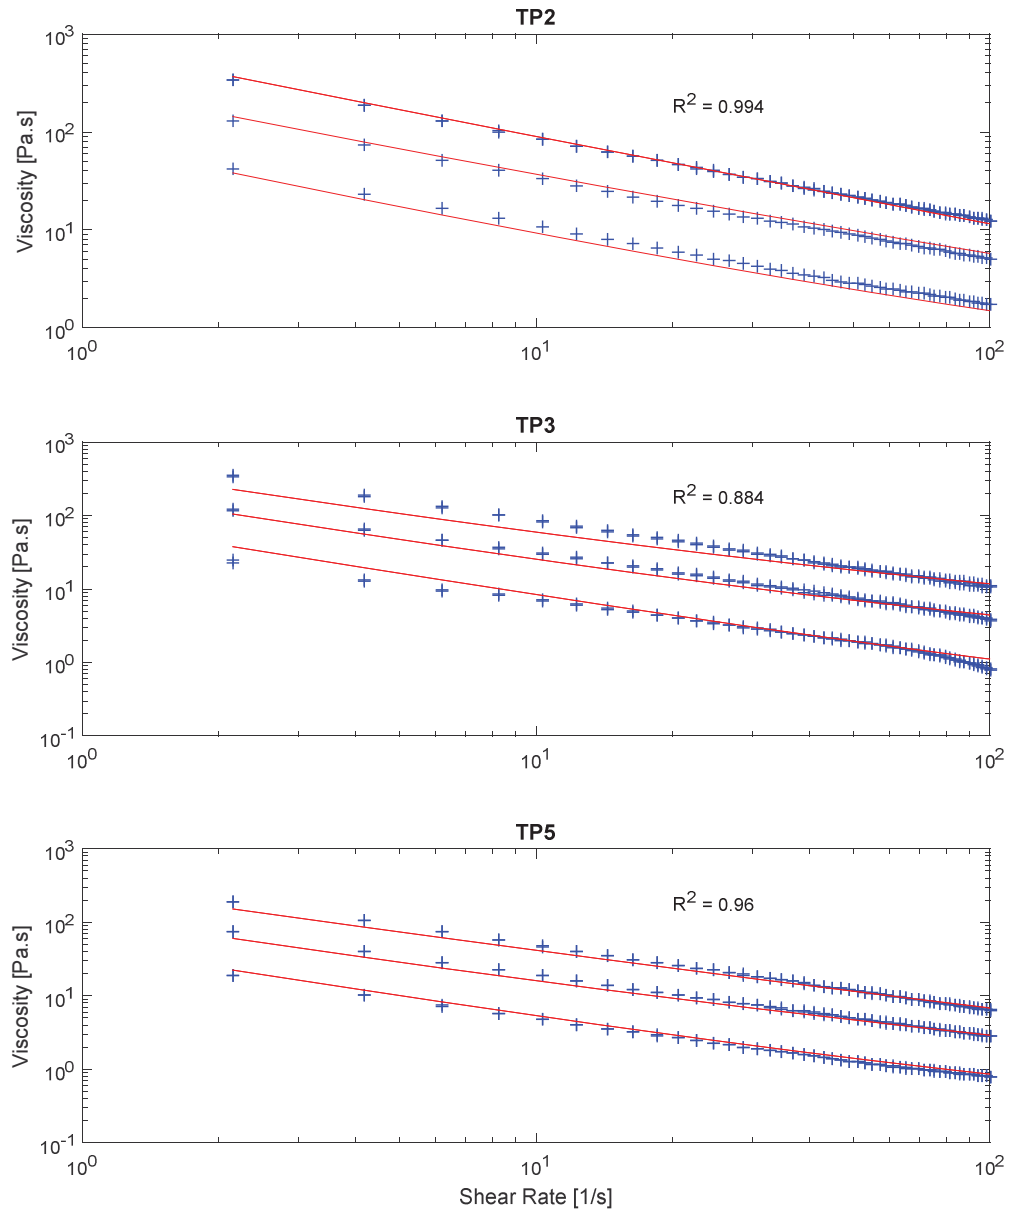 TP2
10^3
10^2
10^1
10^0
Viscosity [Pa.s]
R^2 = 0.994
10^0 10^1 10^2
TP3
10^3
10^2
10^1
10^0
10^-1
Viscosity [Pa.s]
R^2 = 0.884
10^0 10^1 10^2
TP5
10^3
10^2
10^1
10^0
10^-1
Viscosity [Pa.s]
R^2 = 0.96
10^0 10^1 10^2
Shear Rate [1/s]